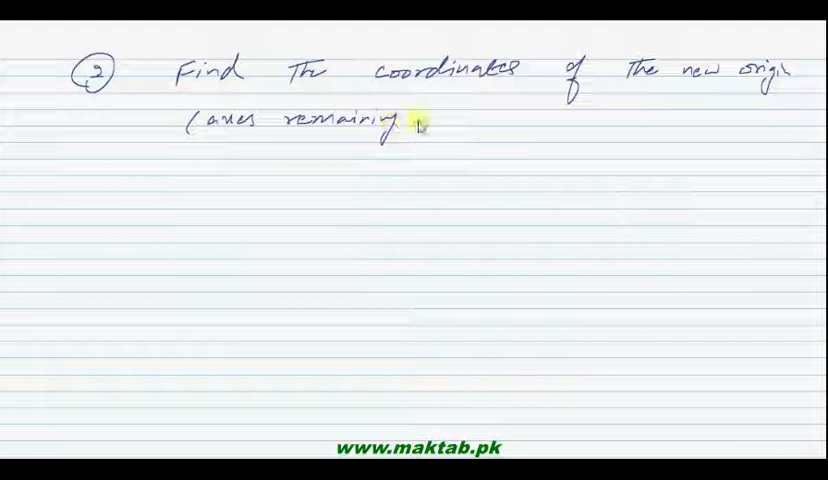 2 Find the coordinates of the new origin
(axes remaining
www.maktab.pk